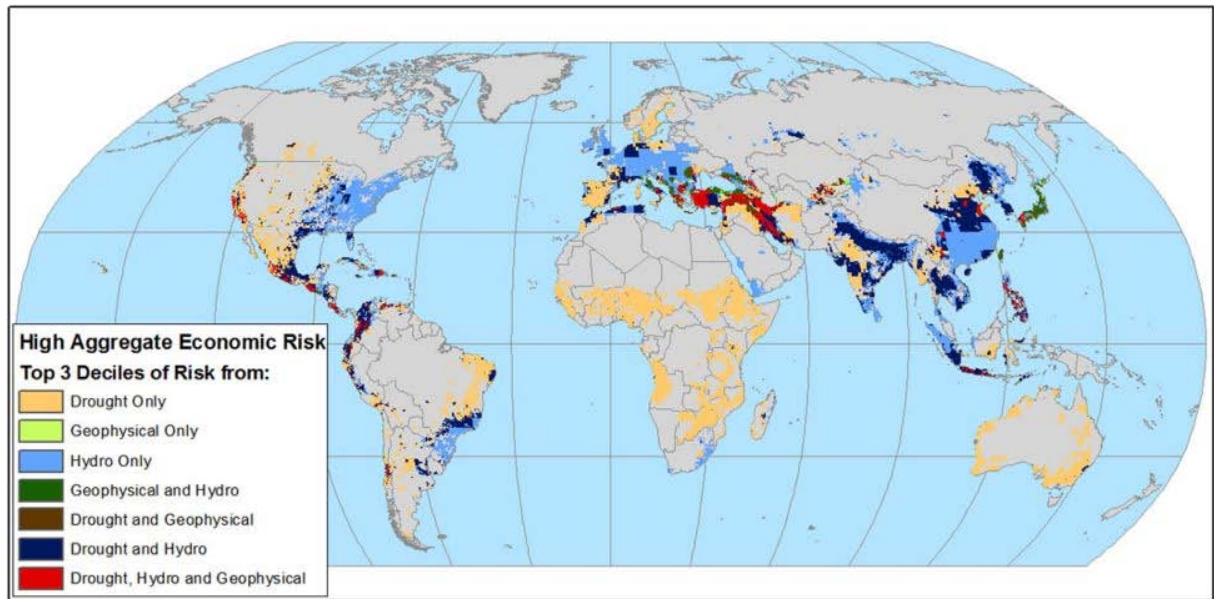 High Aggregate Economic Risk
Top 3 Deciles of Risk from:
Drought Only
Geophysical Only
Hydro Only
Geophysical and Hydro
Drought and Geophysical
Drought and Hydro
Drought, Hydro and Geophysical